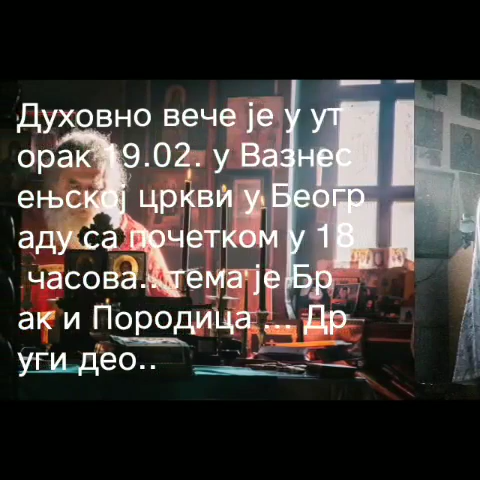 Духовно вече је у ут
орак 19.02. у Вазнес
ењској цркви у Беогр
аду са почетком у 18
часова.. тема је Бр
ак и Породица ... Др
уги део..